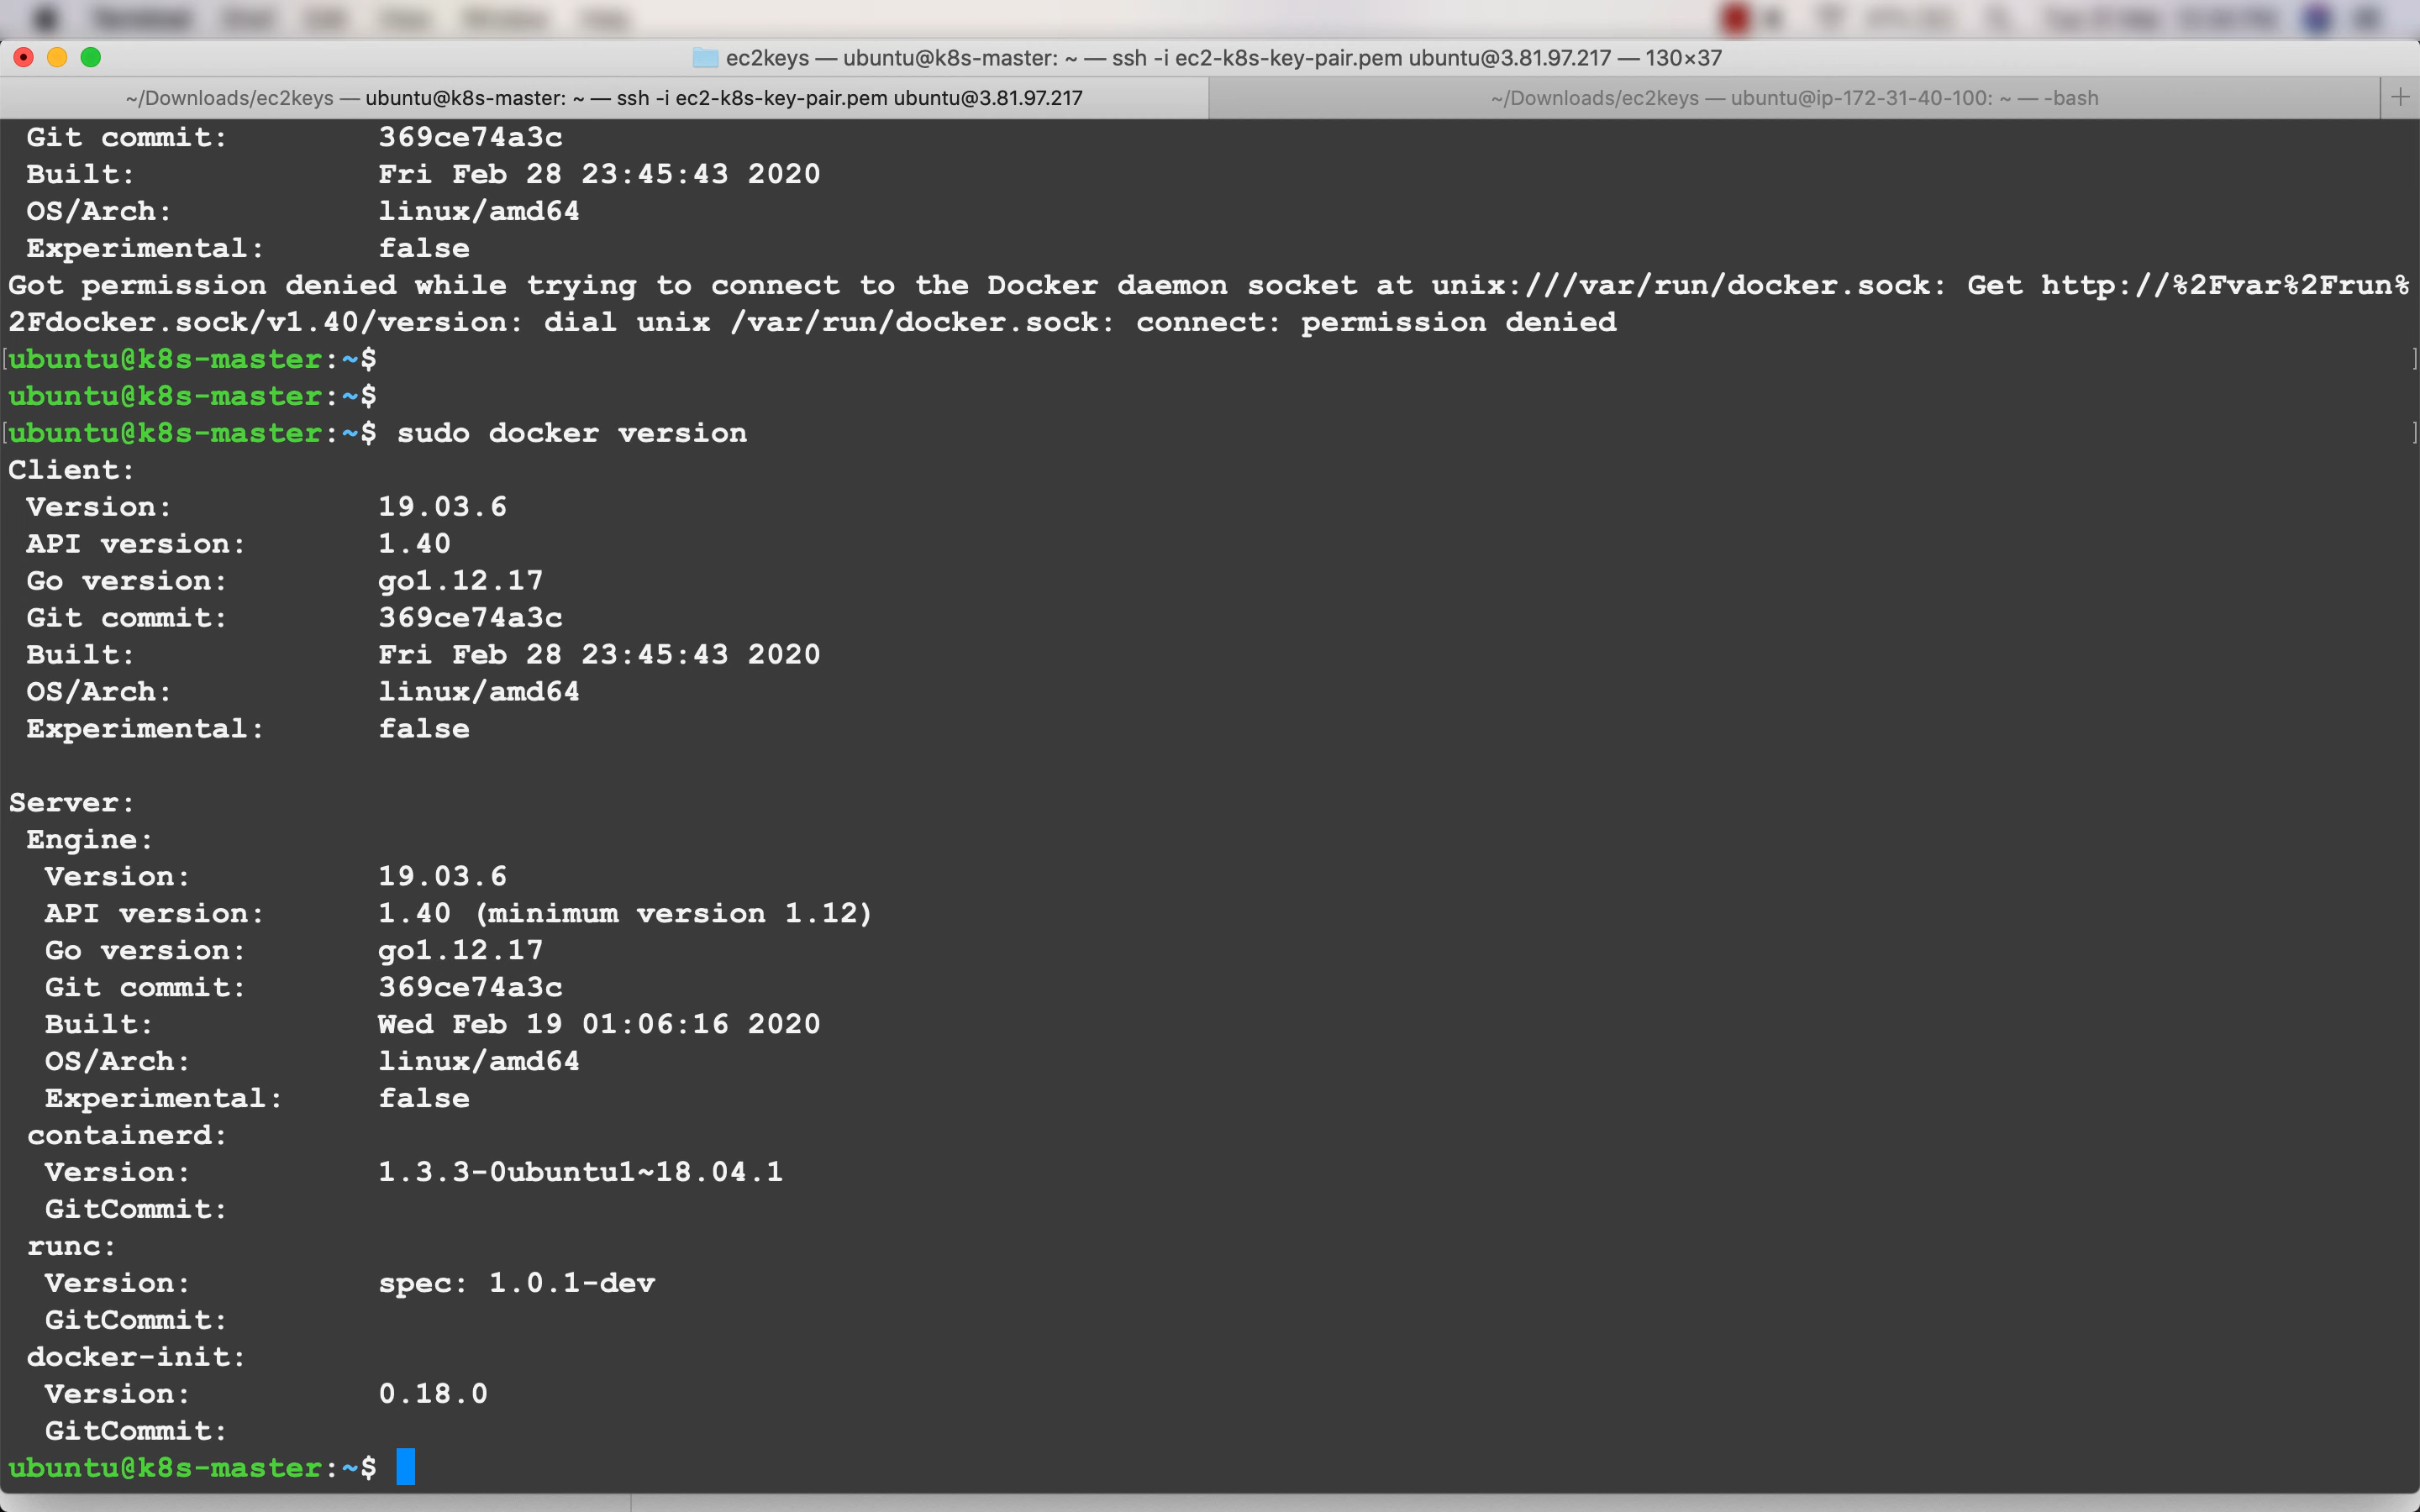 ec2keys — ubuntu@k8s-master: ~ — ssh -i ec2-k8s-key-pair.pem ubuntu@3.81.97.217 — 130×37
~/Downloads/ec2keys — ubuntu@k8s-master: ~ — ssh -i ec2-k8s-key-pair.pem ubuntu@3.81.97.217
~/Downloads/ec2keys — ubuntu@ip-172-31-40-100: ~ — -bash
+
Git commit: 369ce74a3c
Built: Fri Feb 28 23:45:43 2020
OS/Arch: linux/amd64
Experimental: false
Got permission denied while trying to connect to the Docker daemon socket at unix:///var/run/docker.sock: Get http://%2Fvar%2Frun%
2Fdocker.sock/v1.40/version: dial unix /var/run/docker.sock: connect: permission denied
[ubuntu@k8s-master:~$ ]
ubuntu@k8s-master:~$
[ubuntu@k8s-master:~$ sudo docker version ]
Client:
Version: 19.03.6
API version: 1.40
Go version: go1.12.17
Git commit: 369ce74a3c
Built: Fri Feb 28 23:45:43 2020
OS/Arch: linux/amd64
Experimental: false
Server:
Engine:
Version: 19.03.6
API version: 1.40 (minimum version 1.12)
Go version: go1.12.17
Git commit: 369ce74a3c
Built: Wed Feb 19 01:06:16 2020
OS/Arch: linux/amd64
Experimental: false
containerd:
Version: 1.3.3-0ubuntu1~18.04.1
GitCommit:
runc:
Version: spec: 1.0.1-dev
GitCommit:
docker-init:
Version: 0.18.0
GitCommit:
ubuntu@k8s-master:~$